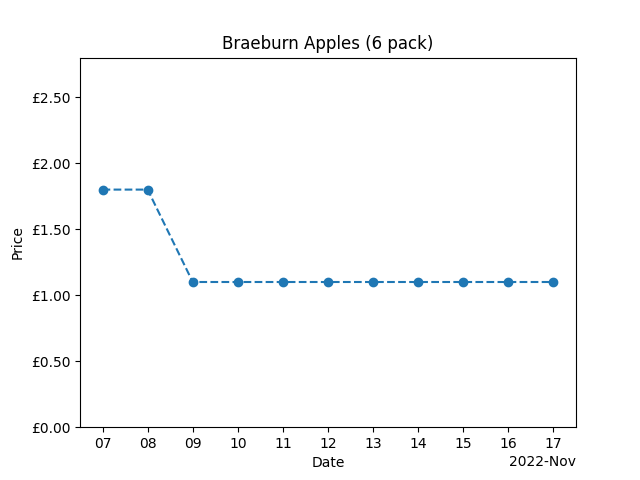 Braeburn Apples (6 pack)
£2.50
£2.00
£1.50
£1.00
£0.50
£0.00
Price
07 08 09 10 11 12 13 14 15 16 17
Date
2022-Nov